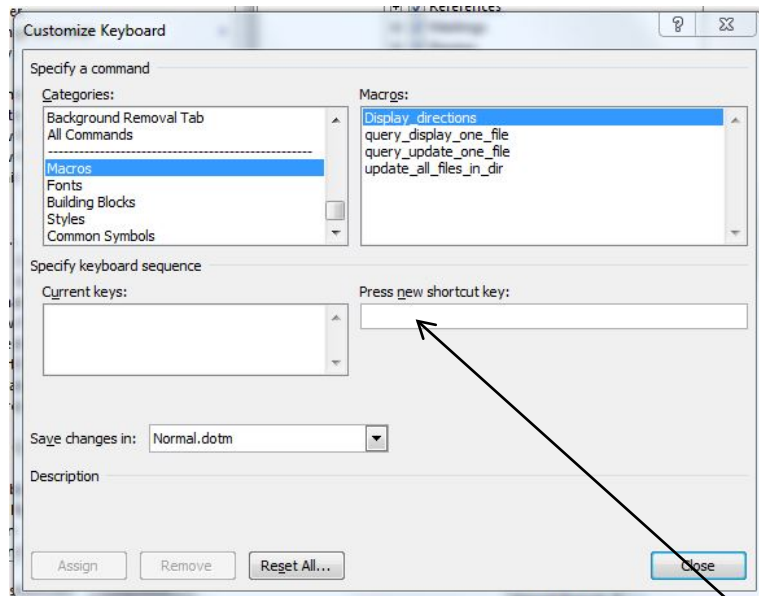 References
Customize Keyboard
Specify a command
Categories:
Macros:
Background Removal Tab
All Commands
Macros
Fonts
Building Blocks
Styles
Common Symbols
Display_directions
query_display_one_file
query_update_one_file
update_all_files_in_dir
Specify keyboard sequence
Current keys:
Press new shortcut key:
Save changes in: Normal.dotm
Description
Assign Remove Reset All... Close